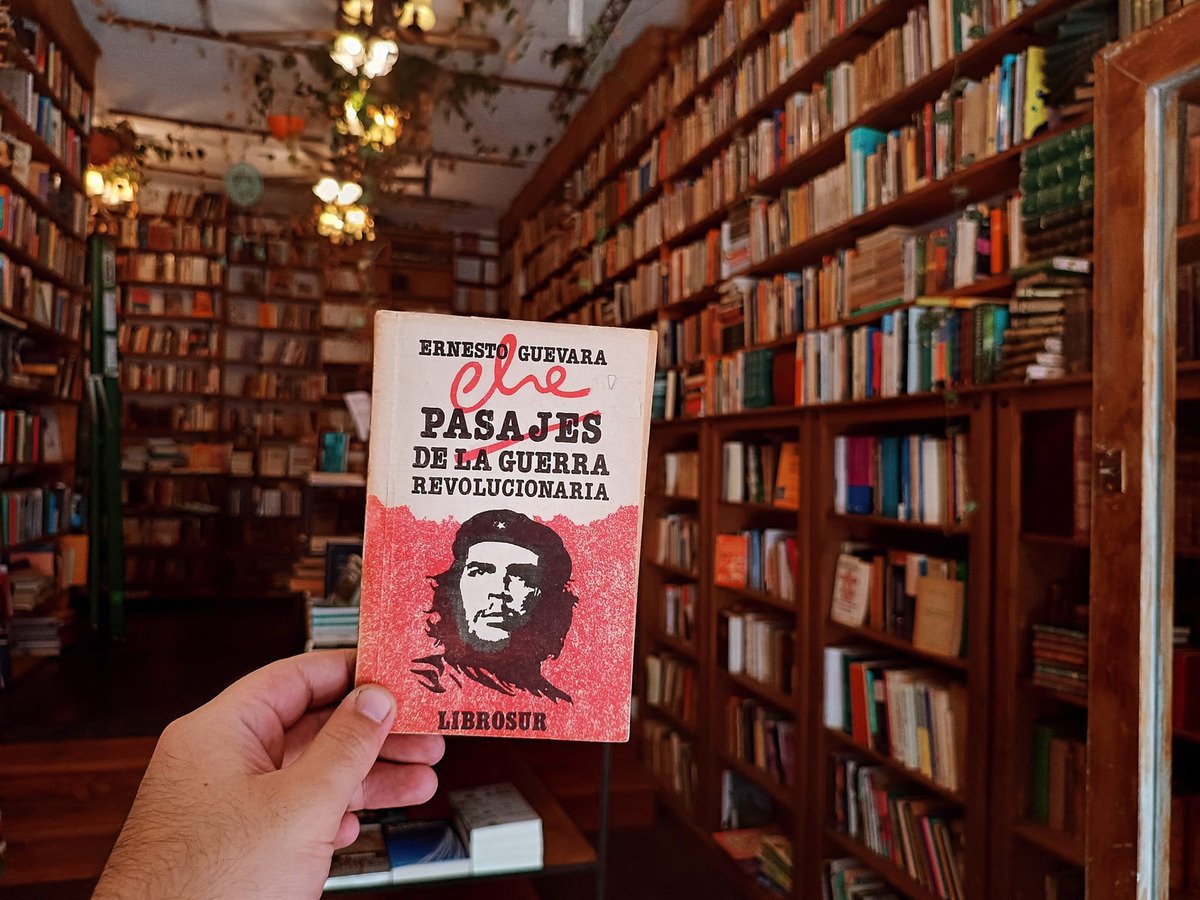 ERNESTO GUEVARA
che
PASAJES
DE LA GUERRA
REVOLUCIONARIA
LIBROSUR